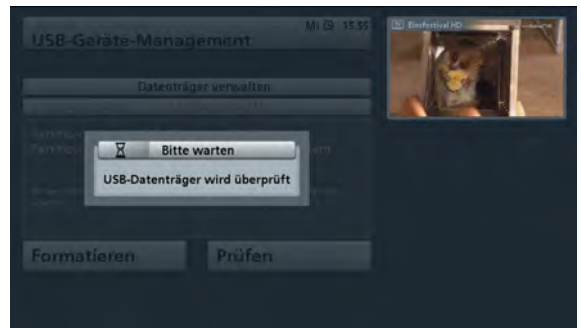 USB-Geräte-Management
Mi 15.55
Einsfestival HD
Datenträger verwalten
Bitte warten
USB-Datenträger wird überprüft
Formatieren
Prüfen